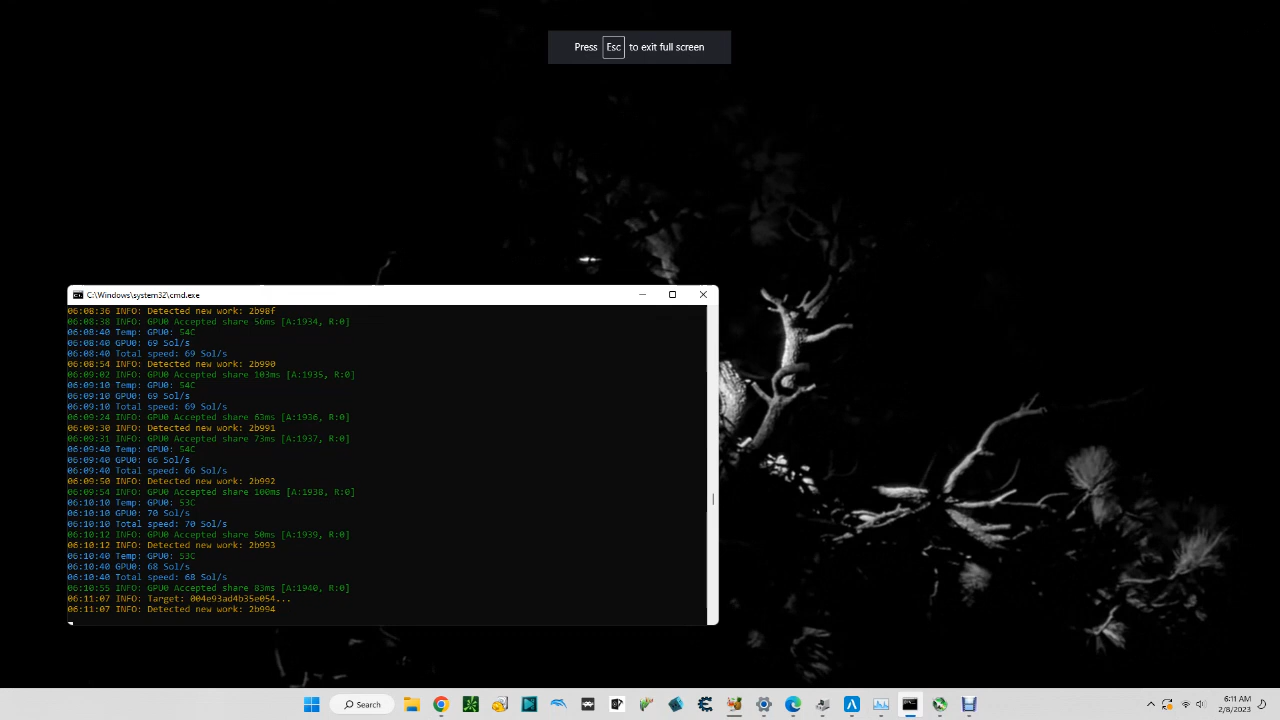 Press Esc to exit full screen
C:\Windows\system32\cmd.exe
06:08:36 INFO: Detected new work: 2b98f
06:08:38 INFO: GPU0 Accepted share 56ms [A:1934, R:0]
06:08:40 Temp: GPU0: 54C
06:08:40 GPU0: 69 Sol/s
06:08:40 Total speed: 69 Sol/s
06:08:54 INFO: Detected new work: 2b990
06:09:02 INFO: GPU0 Accepted share 103ms [A:1935, R:0]
06:09:10 Temp: GPU0: 54C
06:09:10 GPU0: 69 Sol/s
06:09:10 Total speed: 69 Sol/s
06:09:24 INFO: GPU0 Accepted share 63ms [A:1936, R:0]
06:09:30 INFO: Detected new work: 2b991
06:09:31 INFO: GPU0 Accepted share 73ms [A:1937, R:0]
06:09:40 Temp: GPU0: 54C
06:09:40 GPU0: 66 Sol/s
06:09:40 Total speed: 66 Sol/s
06:09:50 INFO: Detected new work: 2b992
06:09:54 INFO: GPU0 Accepted share 100ms [A:1938, R:0]
06:10:10 Temp: GPU0: 53C
06:10:10 GPU0: 70 Sol/s
06:10:10 Total speed: 70 Sol/s
06:10:12 INFO: GPU0 Accepted share 50ms [A:1939, R:0]
06:10:12 INFO: Detected new work: 2b993
06:10:40 Temp: GPU0: 53C
06:10:40 GPU0: 68 Sol/s
06:10:40 Total speed: 68 Sol/s
06:10:55 INFO: GPU0 Accepted share 83ms [A:1940, R:0]
06:11:07 INFO: Target: 004e93ad4b35e054...
06:11:07 INFO: Detected new work: 2b994
Search
6:11 AM
2/8/2023